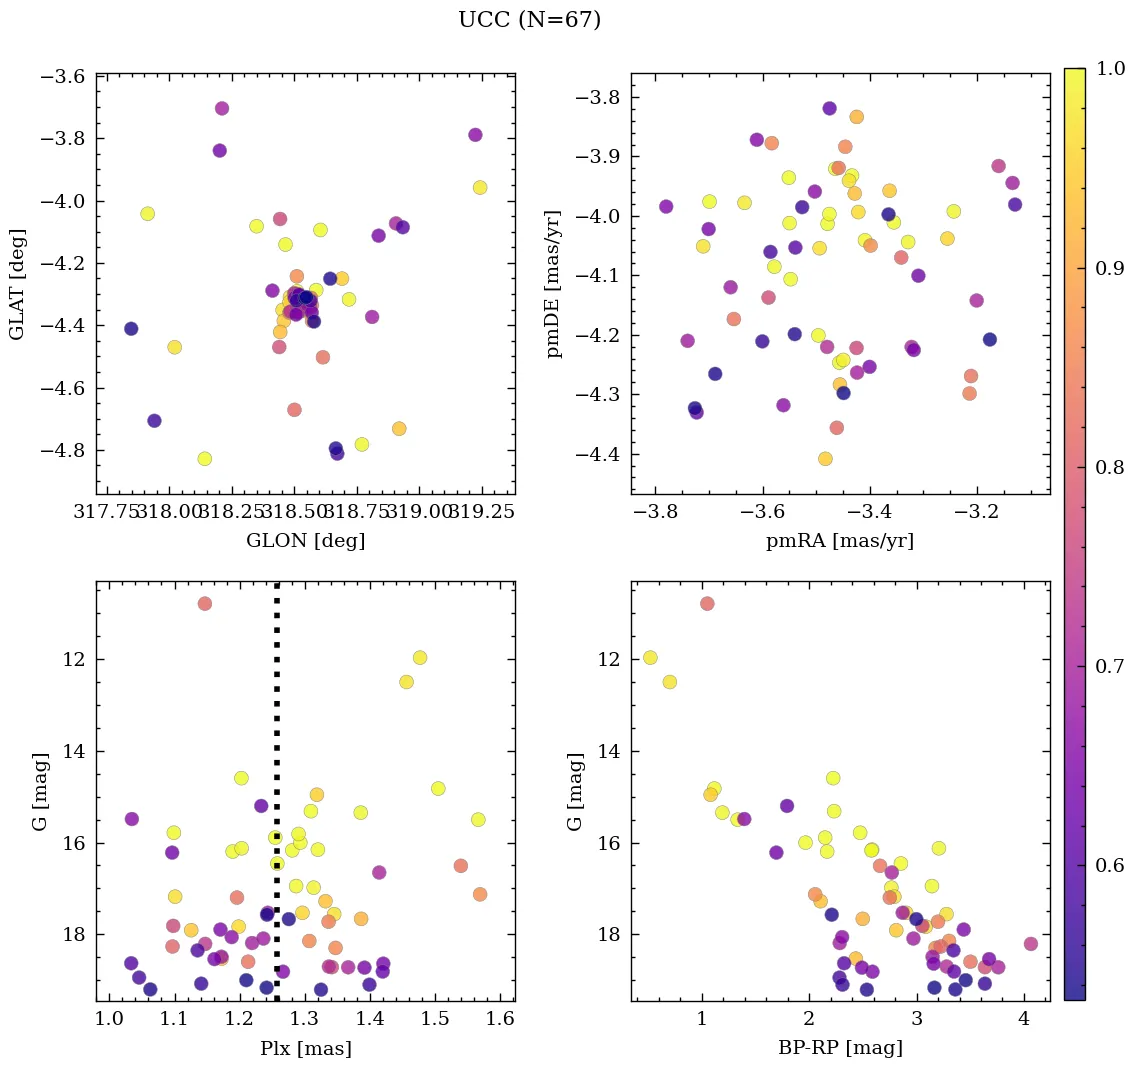 UCC (N=67)
−3.6
−3.8
−4.0
−4.2
−4.4
−4.6
−4.8
GLAT [deg]
317.75 318.00 318.25 318.50 318.75 319.00 319.25
GLON [deg]
−3.8
−3.9
−4.0
−4.1
−4.2
−4.3
−4.4
pmDE [mas/yr]
−3.8 −3.6 −3.4 −3.2
pmRA [mas/yr]
12
14
16
18
G [mag]
1.0 1.1 1.2 1.3 1.4 1.5 1.6
Plx [mas]
12
14
16
18
G [mag]
1 2 3 4
BP-RP [mag]
1.0
0.9
0.8
0.7
0.6